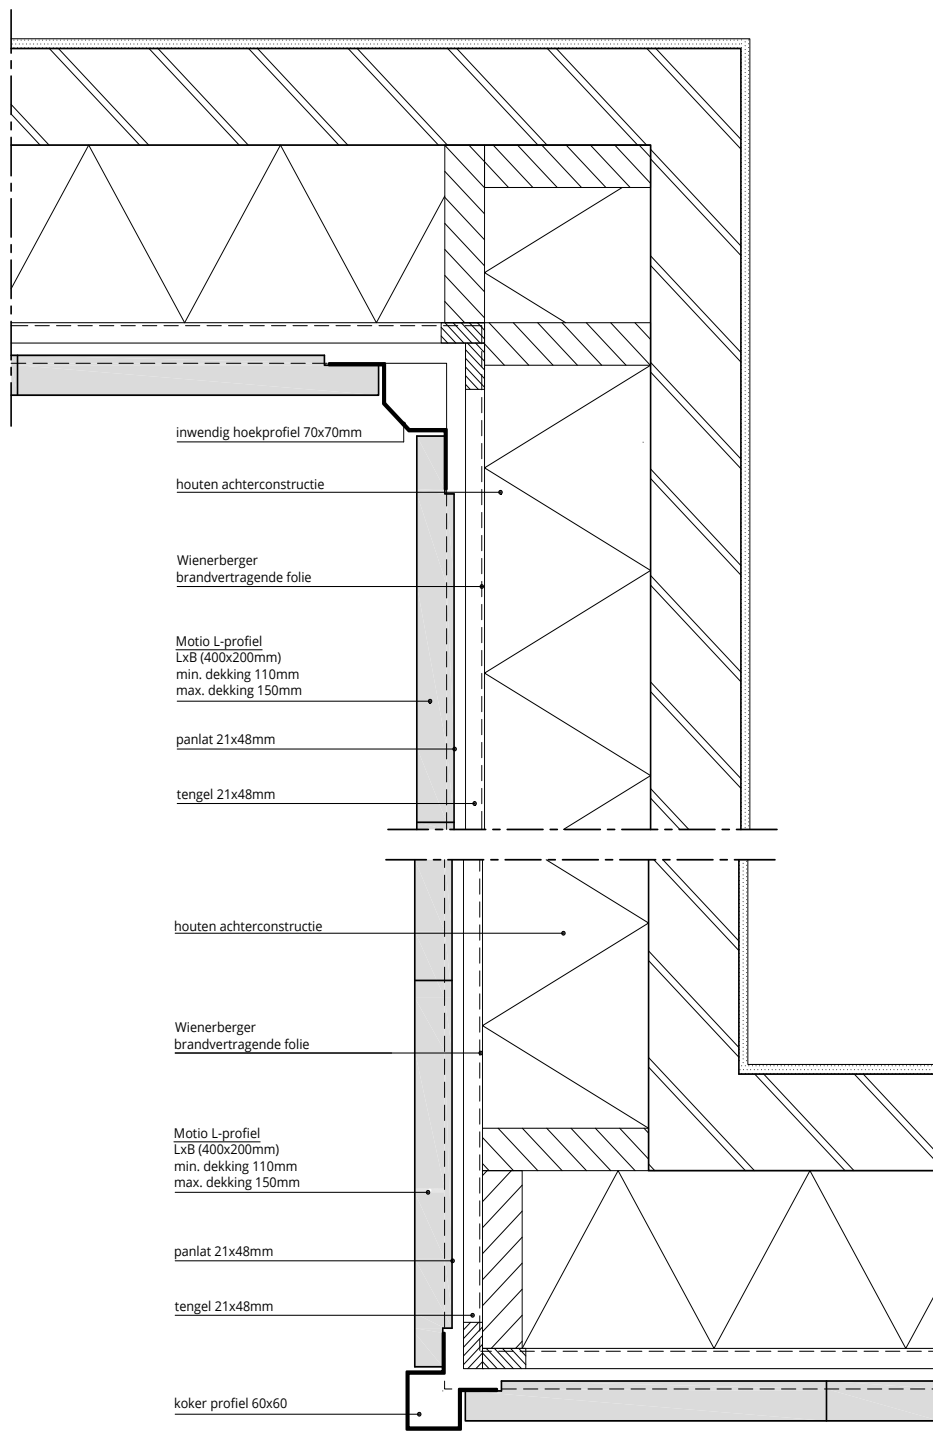 inwendig hoekprofiel 70x70mm
houten achterconstructie
Wienerberger
brandvertragende folie
Motio L-profiel
LxB (400x200mm)
min. dekking 110mm
max. dekking 150mm
panlat 21x48mm
tengel 21x48mm
houten achterconstructie
Wienerberger
brandvertragende folie
Motio L-profiel
LxB (400x200mm)
min. dekking 110mm
max. dekking 150mm
panlat 21x48mm
tengel 21x48mm
koker profiel 60x60